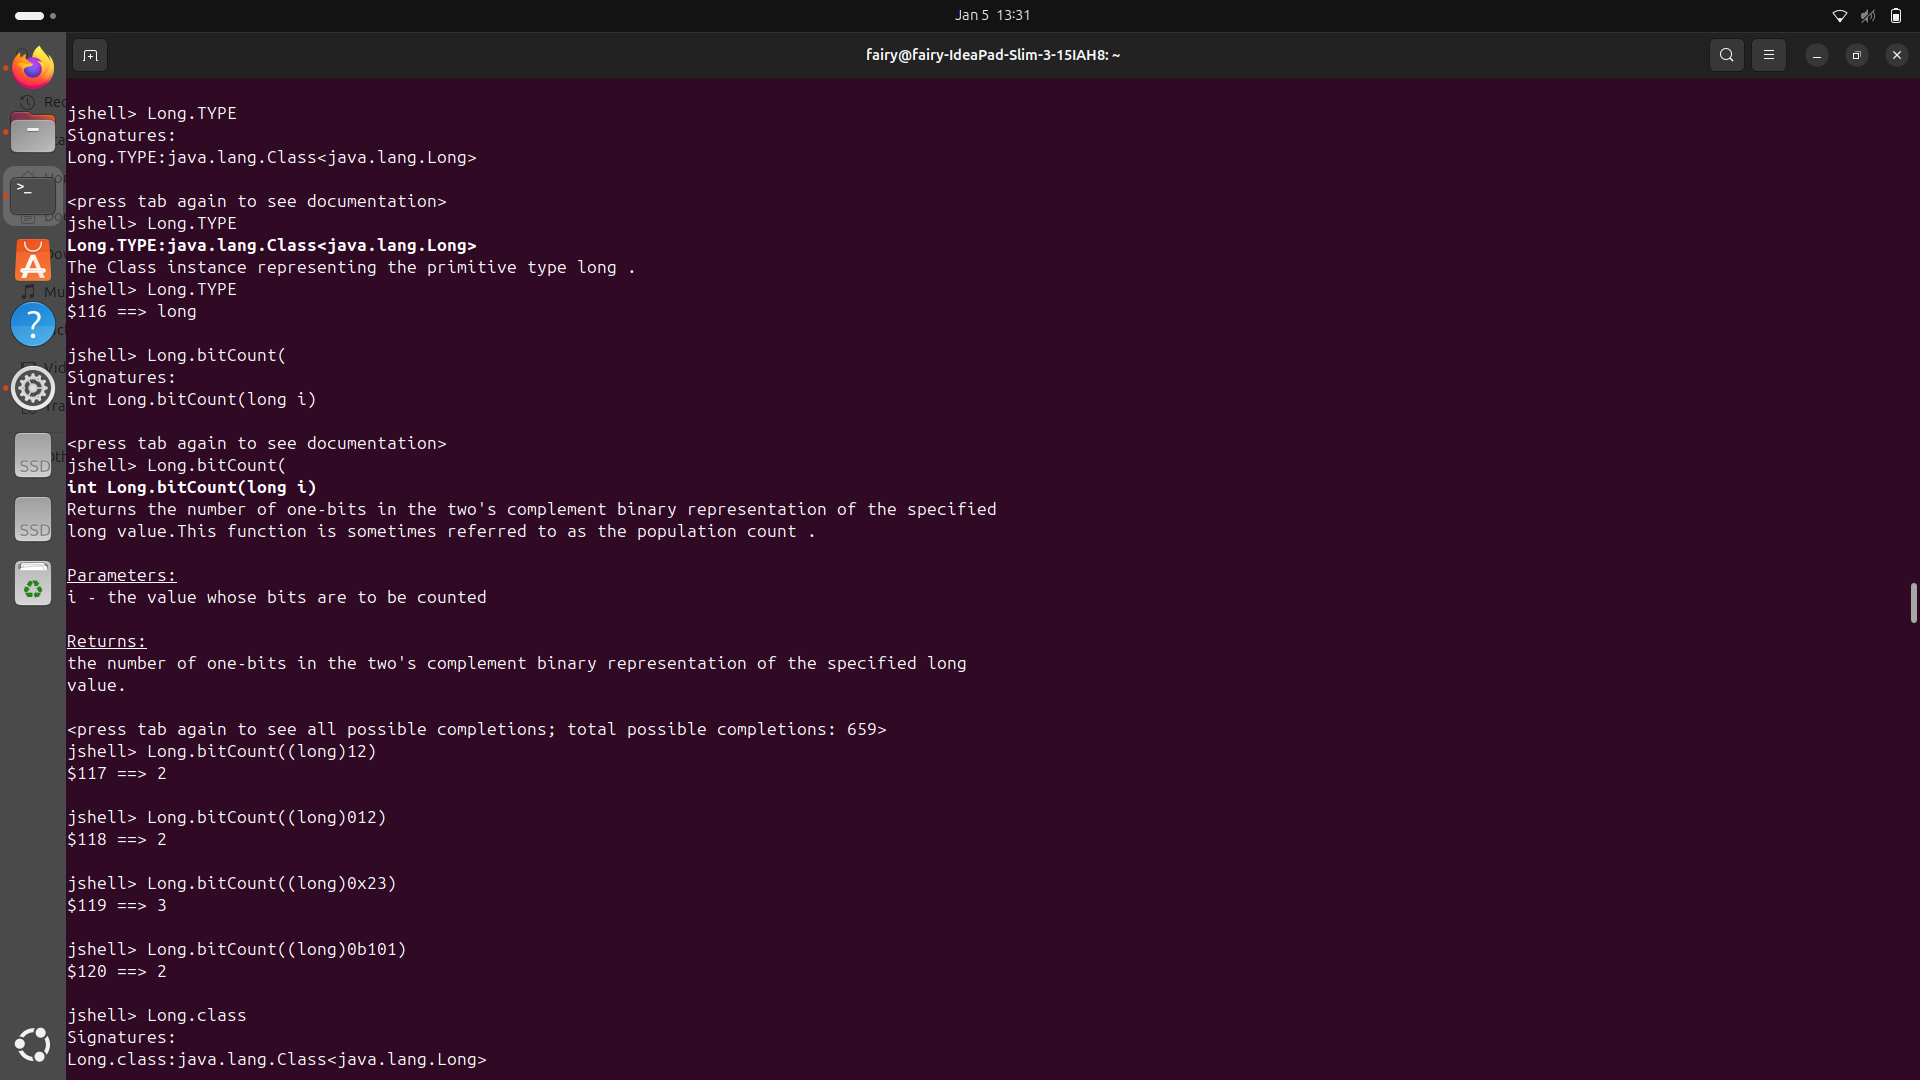 Jan 5 13:31
fairy@fairy-IdeaPad-Slim-3-15IAH8: ~
jshell> Long.TYPE
Signatures:
Long.TYPE:java.lang.Class<java.lang.Long>
<press tab again to see documentation>
jshell> Long.TYPE
Long.TYPE:java.lang.Class<java.lang.Long>
The Class instance representing the primitive type long .
jshell> Long.TYPE
$116 ==> long
jshell> Long.bitCount(
Signatures:
int Long.bitCount(long i)
<press tab again to see documentation>
jshell> Long.bitCount(
int Long.bitCount(long i)
Returns the number of one-bits in the two's complement binary representation of the specified
long value.This function is sometimes referred to as the population count .
Parameters:
i - the value whose bits are to be counted
Returns:
the number of one-bits in the two's complement binary representation of the specified long
value.
<press tab again to see all possible completions; total possible completions: 659>
jshell> Long.bitCount((long)12)
$117 ==> 2
jshell> Long.bitCount((long)012)
$118 ==> 2
jshell> Long.bitCount((long)0x23)
$119 ==> 3
jshell> Long.bitCount((long)0b101)
$120 ==> 2
jshell> Long.class
Signatures:
Long.class:java.lang.Class<java.lang.Long>
SSD
SSD